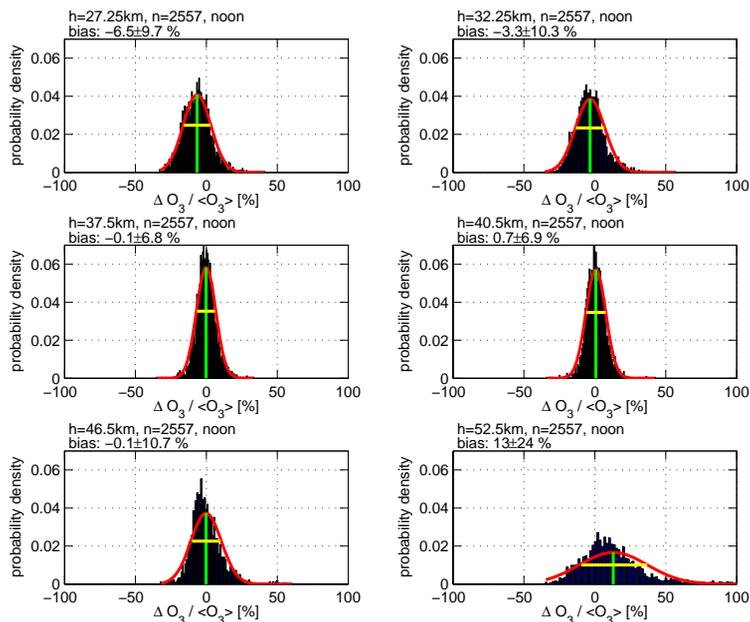 h=27.25km, n=2557, noon
bias: −6.5±9.7 %
probability density
0.06
0.04
0.02
0
−100
−50
0
50
100
Δ O3 / <O3> [%]
h=32.25km, n=2557, noon
bias: −3.3±10.3 %
probability density
0.06
0.04
0.02
0
−100
−50
0
50
100
Δ O3 / <O3> [%]
h=37.5km, n=2557, noon
bias: −0.1±6.8 %
probability density
0.06
0.04
0.02
0
−100
−50
0
50
100
Δ O3 / <O3> [%]
h=40.5km, n=2557, noon
bias: 0.7±6.9 %
probability density
0.06
0.04
0.02
0
−100
−50
0
50
100
Δ O3 / <O3> [%]
h=46.5km, n=2557, noon
bias: −0.1±10.7 %
probability density
0.06
0.04
0.02
0
−100
−50
0
50
100
Δ O3 / <O3> [%]
h=52.5km, n=2557, noon
bias: 13±24 %
probability density
0.06
0.04
0.02
0
−100
−50
0
50
100
Δ O3 / <O3> [%]